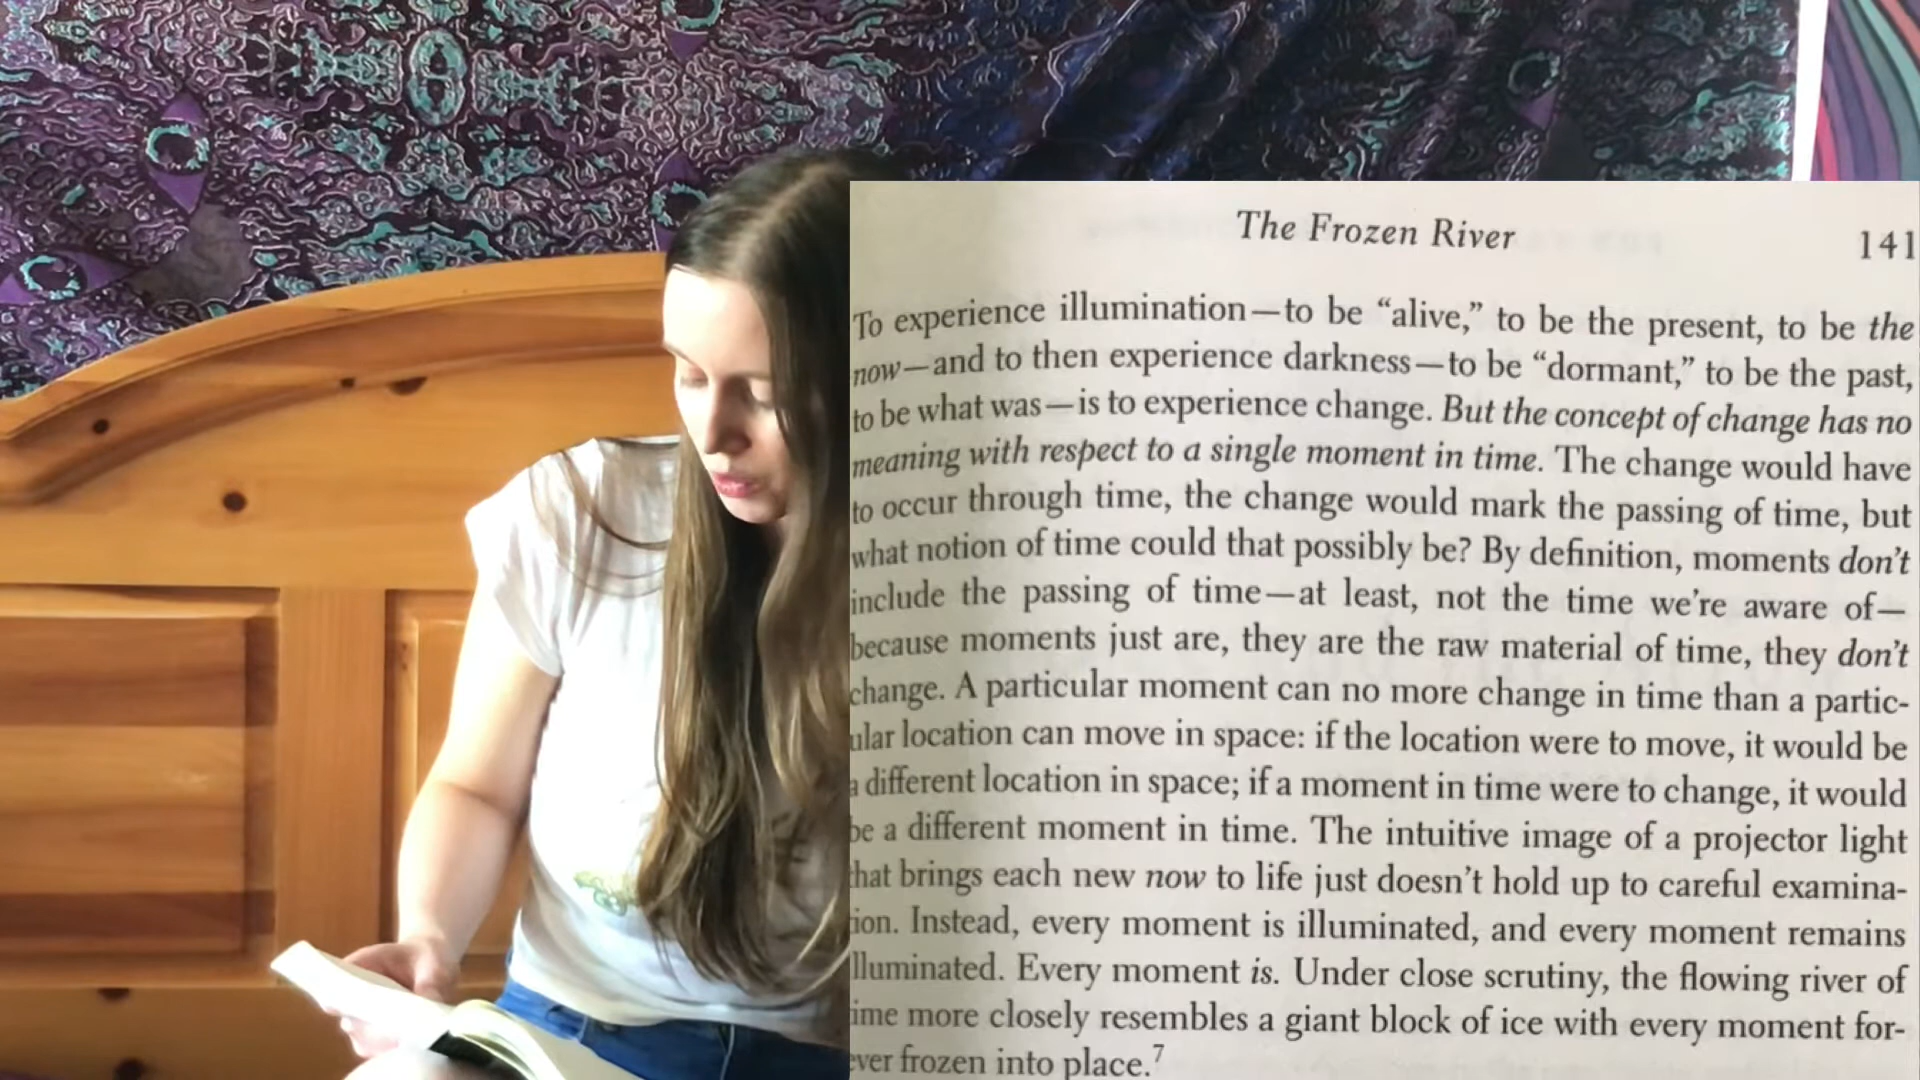 The Frozen River 141
To experience illumination—to be “alive,” to be the present, to be the
now—and to then experience darkness—to be “dormant,” to be the past,
to be what was—is to experience change. But the concept of change has no
meaning with respect to a single moment in time. The change would have
to occur through time, the change would mark the passing of time, but
what notion of time could that possibly be? By definition, moments don’t
include the passing of time—at least, not the time we’re aware of—
because moments just are, they are the raw material of time, they don’t
change. A particular moment can no more change in time than a partic-
ular location can move in space: if the location were to move, it would be
a different location in space; if a moment in time were to change, it would
be a different moment in time. The intuitive image of a projector light
that brings each new now to life just doesn’t hold up to careful examina-
ion. Instead, every moment is illuminated, and every moment remains
lluminated. Every moment is. Under close scrutiny, the flowing river of
ime more closely resembles a giant block of ice with every moment for-
ever frozen into place.7